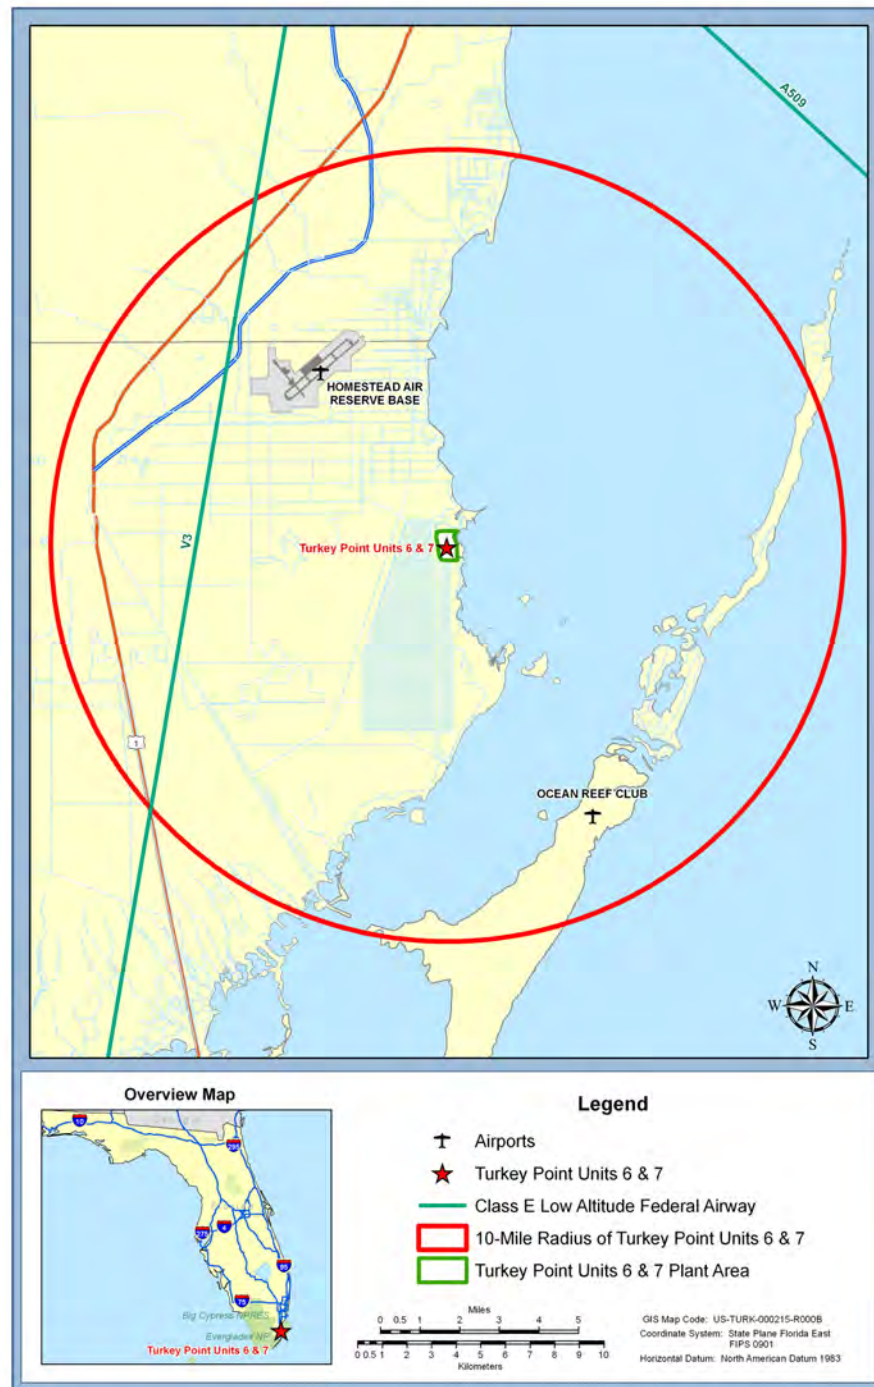 A509
HOMESTEAD AIR
RESERVE BASE
V3
Turkey Point Units 6 & 7
1
OCEAN REEF CLUB
N
W
E
S
Overview Map
10
295
4
275
95
75
Big Cypress NPRES
Everglades NP
Turkey Point Units 6 & 7
Legend
Airports
Turkey Point Units 6 & 7
Class E Low Altitude Federal Airway
10-Mile Radius of Turkey Point Units 6 & 7
Turkey Point Units 6 & 7 Plant Area
Miles
0 0.5 1 2 3 4 5
0 0.5 1 2 3 4 5 6 7 8 9 10
Kilometers
GIS Map Code: US-TURK-000215-R000B
Coordinate System: State Plane Florida East
FIPS 0901
Horizontal Datum: North American Datum 1983